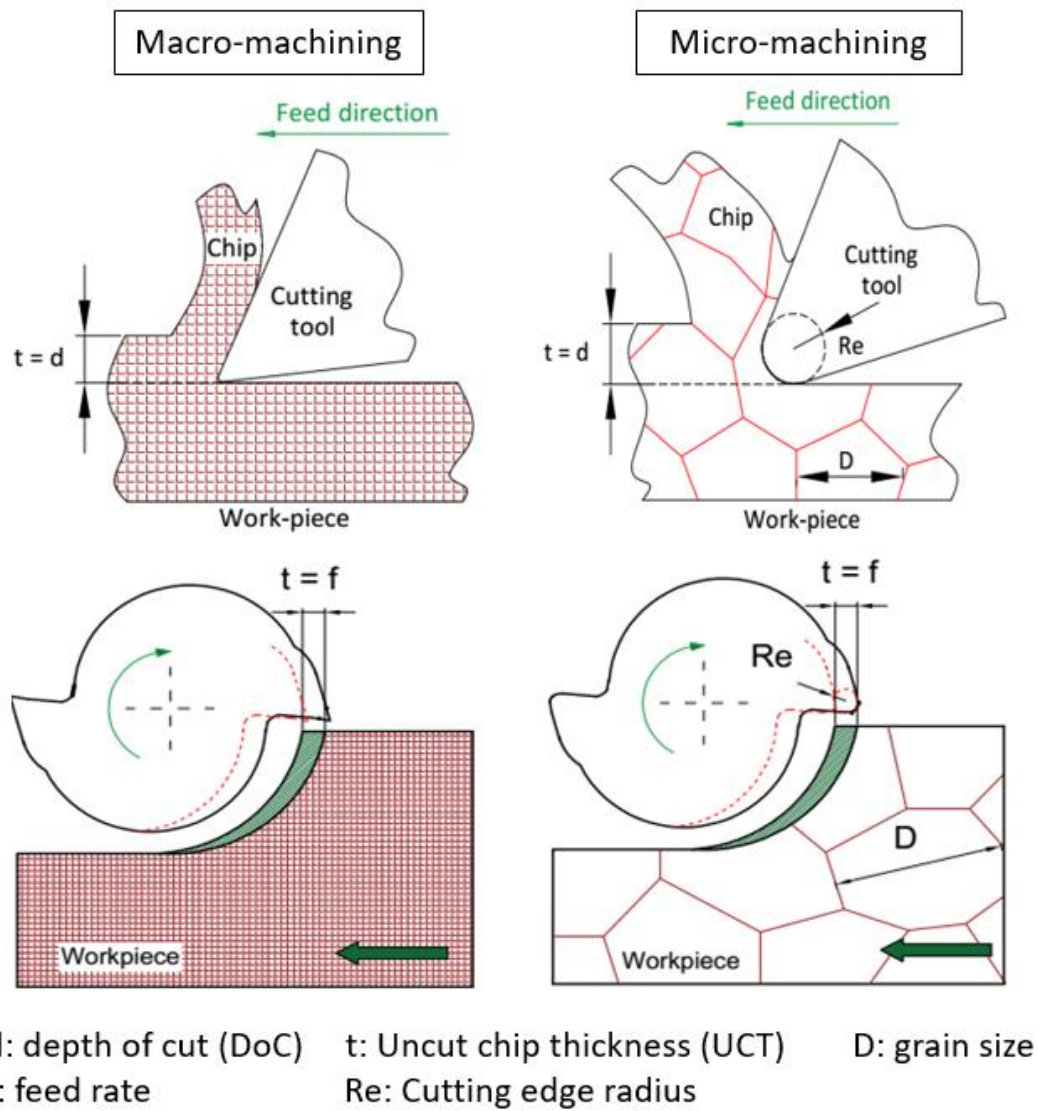 Macro-machining
Micro-machining
Feed direction
Feed direction
Chip
Cutting
tool
t = d
Work-piece
Chip
Cutting
tool
Re
t = d
D
Work-piece
t = f
Workpiece
t = f
Re
D
Workpiece
: depth of cut (DoC) t: Uncut chip thickness (UCT) D: grain size
: feed rate Re: Cutting edge radius